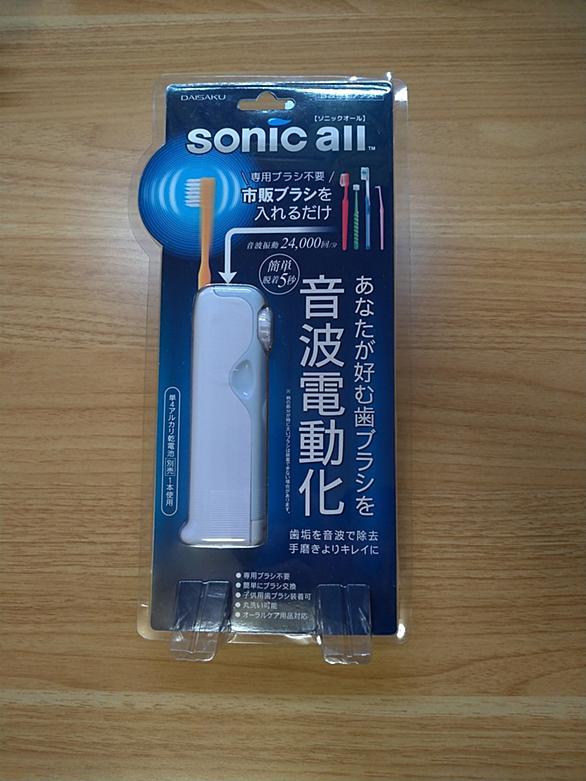 DAISAKU
【ソニックオール】
sonic all™
専用ブラシ不要
市販ブラシを
入れるだけ
音波振動 24,000回/分
簡単
脱着5秒
あなたが好む歯ブラシを
音波電動化
単4アルカリ乾電池 別売 1本使用
歯垢を音波で除去
手磨きよりキレイに
●専用ブラシ不要
●簡単にブラシ交換
●子供用歯ブラシ装着可
●丸洗い可能
●オーラルケア用品対応